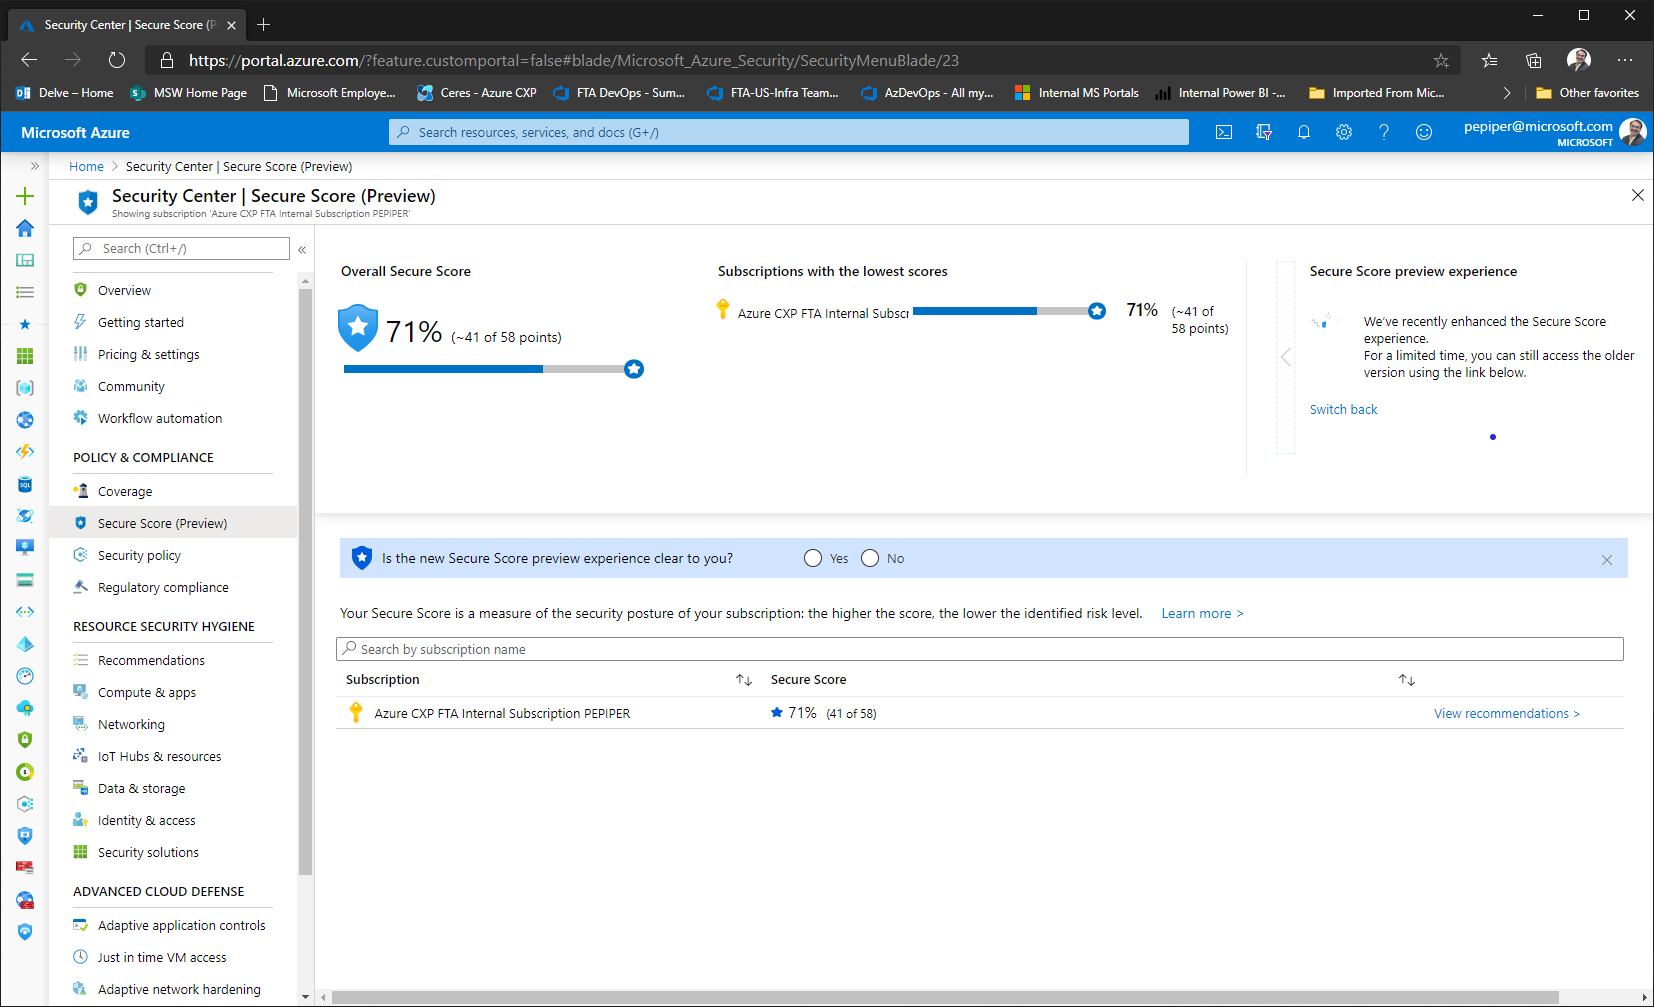 Security Center | Secure Score (P
https://portal.azure.com/?feature.customportal=false#blade/Microsoft_Azure_Security/SecurityMenuBlade/23
Delve – Home
MSW Home Page
Microsoft Employe...
Ceres - Azure CXP
FTA DevOps - Sum...
FTA-US-Infra Team...
AzDevOps - All my...
Internal MS Portals
Internal Power BI -...
Imported From Mic...
Other favorites
Microsoft Azure
Search resources, services, and docs (G+/)
pepiper@microsoft.com
MICROSOFT
Home > Security Center | Secure Score (Preview)
Security Center | Secure Score (Preview)
Showing subscription 'Azure CXP FTA Internal Subscription PEPIPER'
Search (Ctrl+/)
Overview
Getting started
Pricing & settings
Community
Workflow automation
POLICY & COMPLIANCE
Coverage
Secure Score (Preview)
Security policy
Regulatory compliance
RESOURCE SECURITY HYGIENE
Recommendations
Compute & apps
Networking
IoT Hubs & resources
Data & storage
Identity & access
Security solutions
ADVANCED CLOUD DEFENSE
Adaptive application controls
Just in time VM access
Adaptive network hardening
Overall Secure Score
71% (~41 of 58 points)
Subscriptions with the lowest scores
Azure CXP FTA Internal Subscr
71% (~41 of
58 points)
Secure Score preview experience
We've recently enhanced the Secure Score
experience.
For a limited time, you can still access the older
version using the link below.
Switch back
Is the new Secure Score preview experience clear to you?
Yes
No
Your Secure Score is a measure of the security posture of your subscription: the higher the score, the lower the identified risk level. Learn more >
Search by subscription name
Subscription
Secure Score
Azure CXP FTA Internal Subscription PEPIPER
71% (41 of 58)
View recommendations >